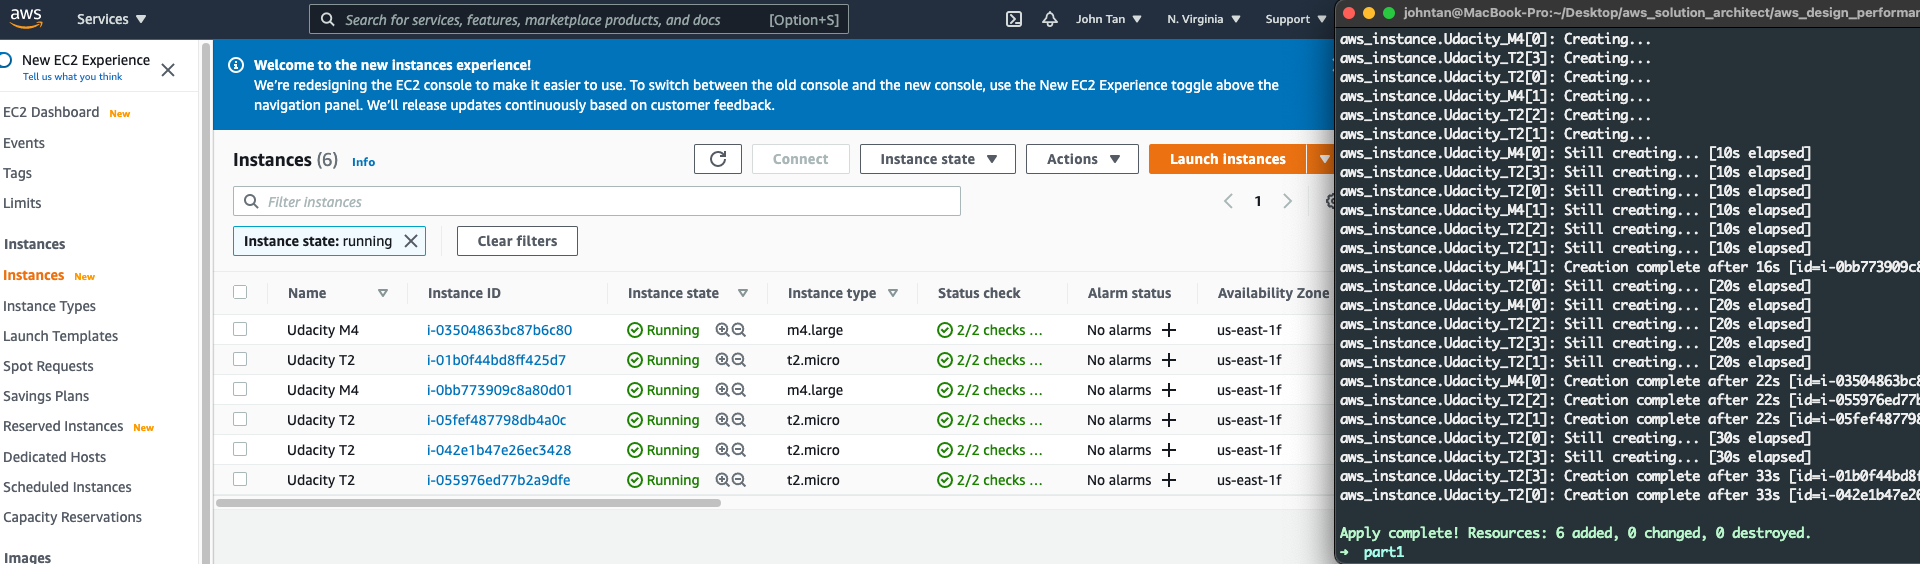 aws
Services
Search for services, features, marketplace products, and docs [Option+S]
John Tan
N. Virginia
Support
New EC2 Experience
Tell us what you think
EC2 Dashboard New
Events
Tags
Limits
Instances
Instances New
Instance Types
Launch Templates
Spot Requests
Savings Plans
Reserved Instances New
Dedicated Hosts
Scheduled Instances
Capacity Reservations
Images
Welcome to the new instances experience!
We're redesigning the EC2 console to make it easier to use. To switch between the old console and the new console, use the New EC2 Experience toggle above the
navigation panel. We'll release updates continuously based on customer feedback.
Instances (6) Info
Connect
Instance state
Actions
Launch instances
Filter instances
1
Instance state: running
Clear filters
Name Instance ID Instance state Instance type Status check Alarm status Availability Zone
Udacity M4 i-03504863bc87b6c80 Running m4.large 2/2 checks ... No alarms us-east-1f
Udacity T2 i-01b0f44bd8ff425d7 Running t2.micro 2/2 checks ... No alarms us-east-1f
Udacity M4 i-0bb773909c8a80d01 Running m4.large 2/2 checks ... No alarms us-east-1f
Udacity T2 i-05fef487798db4a0c Running t2.micro 2/2 checks ... No alarms us-east-1f
Udacity T2 i-042e1b47e26ec3428 Running t2.micro 2/2 checks ... No alarms us-east-1f
Udacity T2 i-055976ed77b2a9dfe Running t2.micro 2/2 checks ... No alarms us-east-1f
johntan@MacBook-Pro:~/Desktop/aws_solution_architect/aws_design_performan
aws_instance.Udacity_M4[0]: Creating...
aws_instance.Udacity_T2[3]: Creating...
aws_instance.Udacity_T2[0]: Creating...
aws_instance.Udacity_M4[1]: Creating...
aws_instance.Udacity_T2[2]: Creating...
aws_instance.Udacity_T2[1]: Creating...
aws_instance.Udacity_M4[0]: Still creating... [10s elapsed]
aws_instance.Udacity_T2[3]: Still creating... [10s elapsed]
aws_instance.Udacity_T2[0]: Still creating... [10s elapsed]
aws_instance.Udacity_M4[1]: Still creating... [10s elapsed]
aws_instance.Udacity_T2[2]: Still creating... [10s elapsed]
aws_instance.Udacity_T2[1]: Still creating... [10s elapsed]
aws_instance.Udacity_M4[1]: Creation complete after 16s [id=i-0bb773909c8
aws_instance.Udacity_T2[0]: Still creating... [20s elapsed]
aws_instance.Udacity_M4[0]: Still creating... [20s elapsed]
aws_instance.Udacity_T2[2]: Still creating... [20s elapsed]
aws_instance.Udacity_T2[3]: Still creating... [20s elapsed]
aws_instance.Udacity_T2[1]: Still creating... [20s elapsed]
aws_instance.Udacity_M4[0]: Creation complete after 22s [id=i-03504863bc8
aws_instance.Udacity_T2[2]: Creation complete after 22s [id=i-055976ed77b
aws_instance.Udacity_T2[1]: Creation complete after 22s [id=i-05fef487798
aws_instance.Udacity_T2[0]: Still creating... [30s elapsed]
aws_instance.Udacity_T2[3]: Still creating... [30s elapsed]
aws_instance.Udacity_T2[3]: Creation complete after 33s [id=i-01b0f44bd8f
aws_instance.Udacity_T2[0]: Creation complete after 33s [id=i-042e1b47e26
Apply complete! Resources: 6 added, 0 changed, 0 destroyed.
→ part1